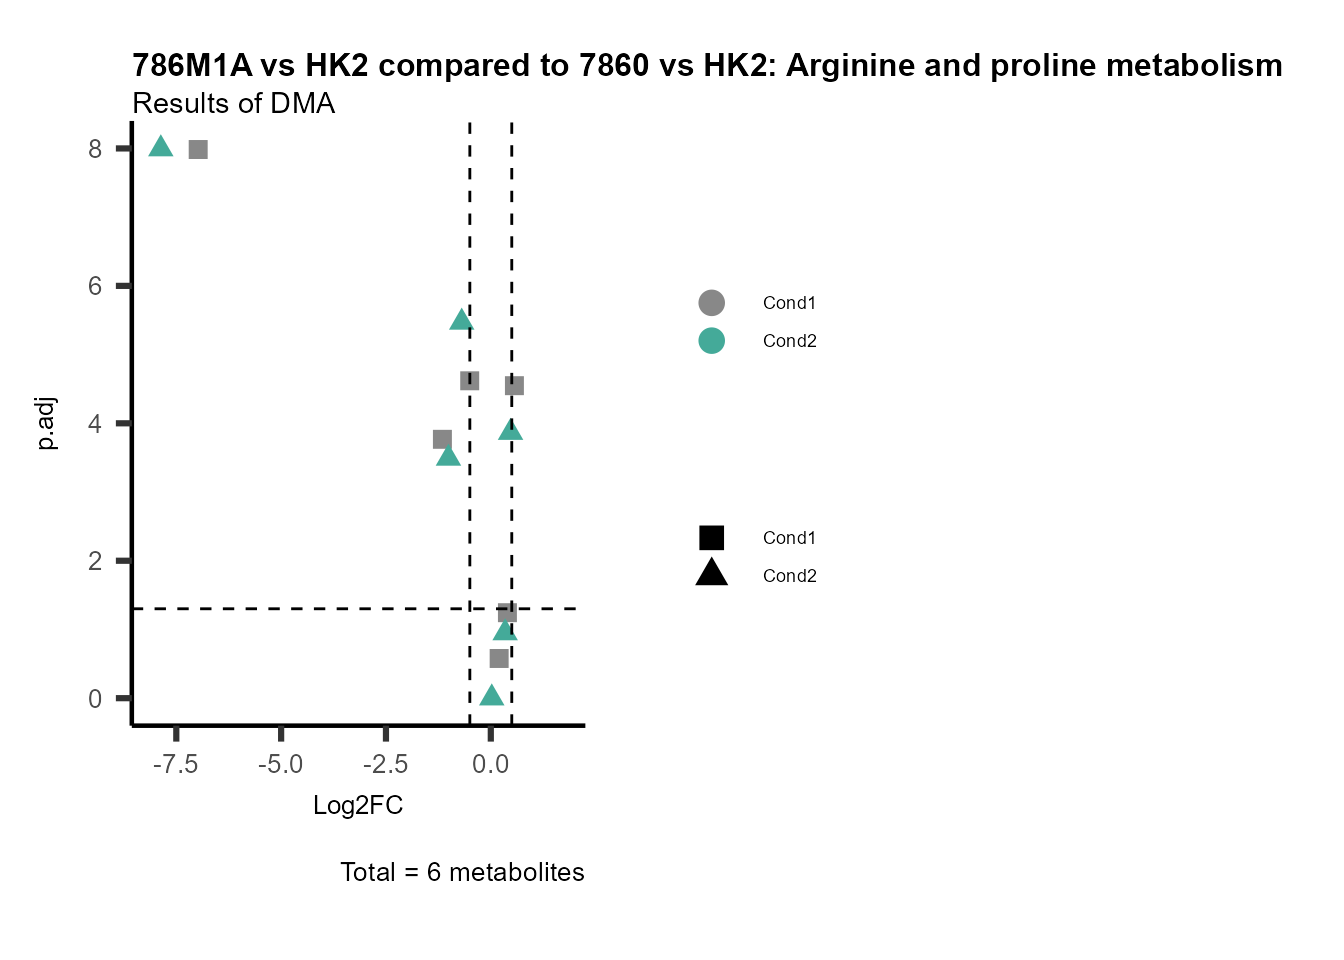 786M1A vs HK2 compared to 7860 vs HK2: Arginine and proline metabolism
Results of DMA
8
6
4
2
0
p.adj
-7.5 -5.0 -2.5 0.0
Log2FC
Total = 6 metabolites
Cond1
Cond2
Cond1
Cond2